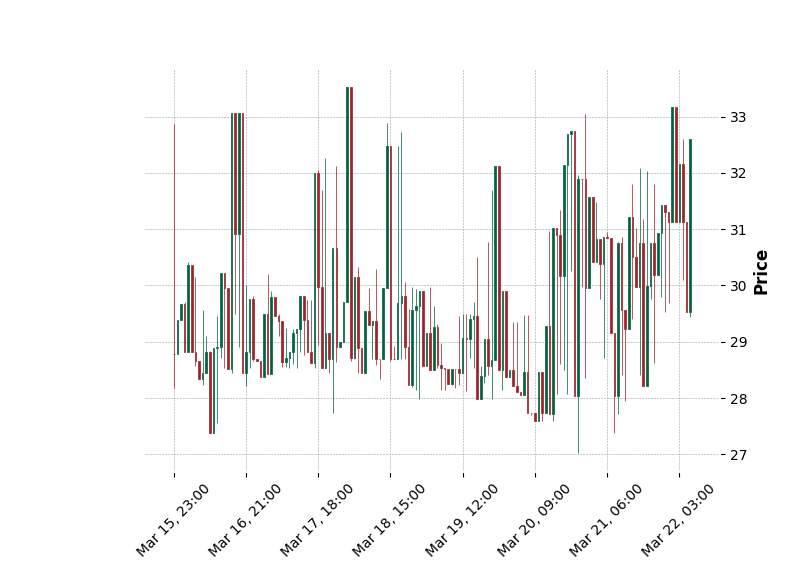 33
32
31
30
29
28
27
Price
Mar 15, 23:00
Mar 16, 21:00
Mar 17, 18:00
Mar 18, 15:00
Mar 19, 12:00
Mar 20, 09:00
Mar 21, 06:00
Mar 22, 03:00